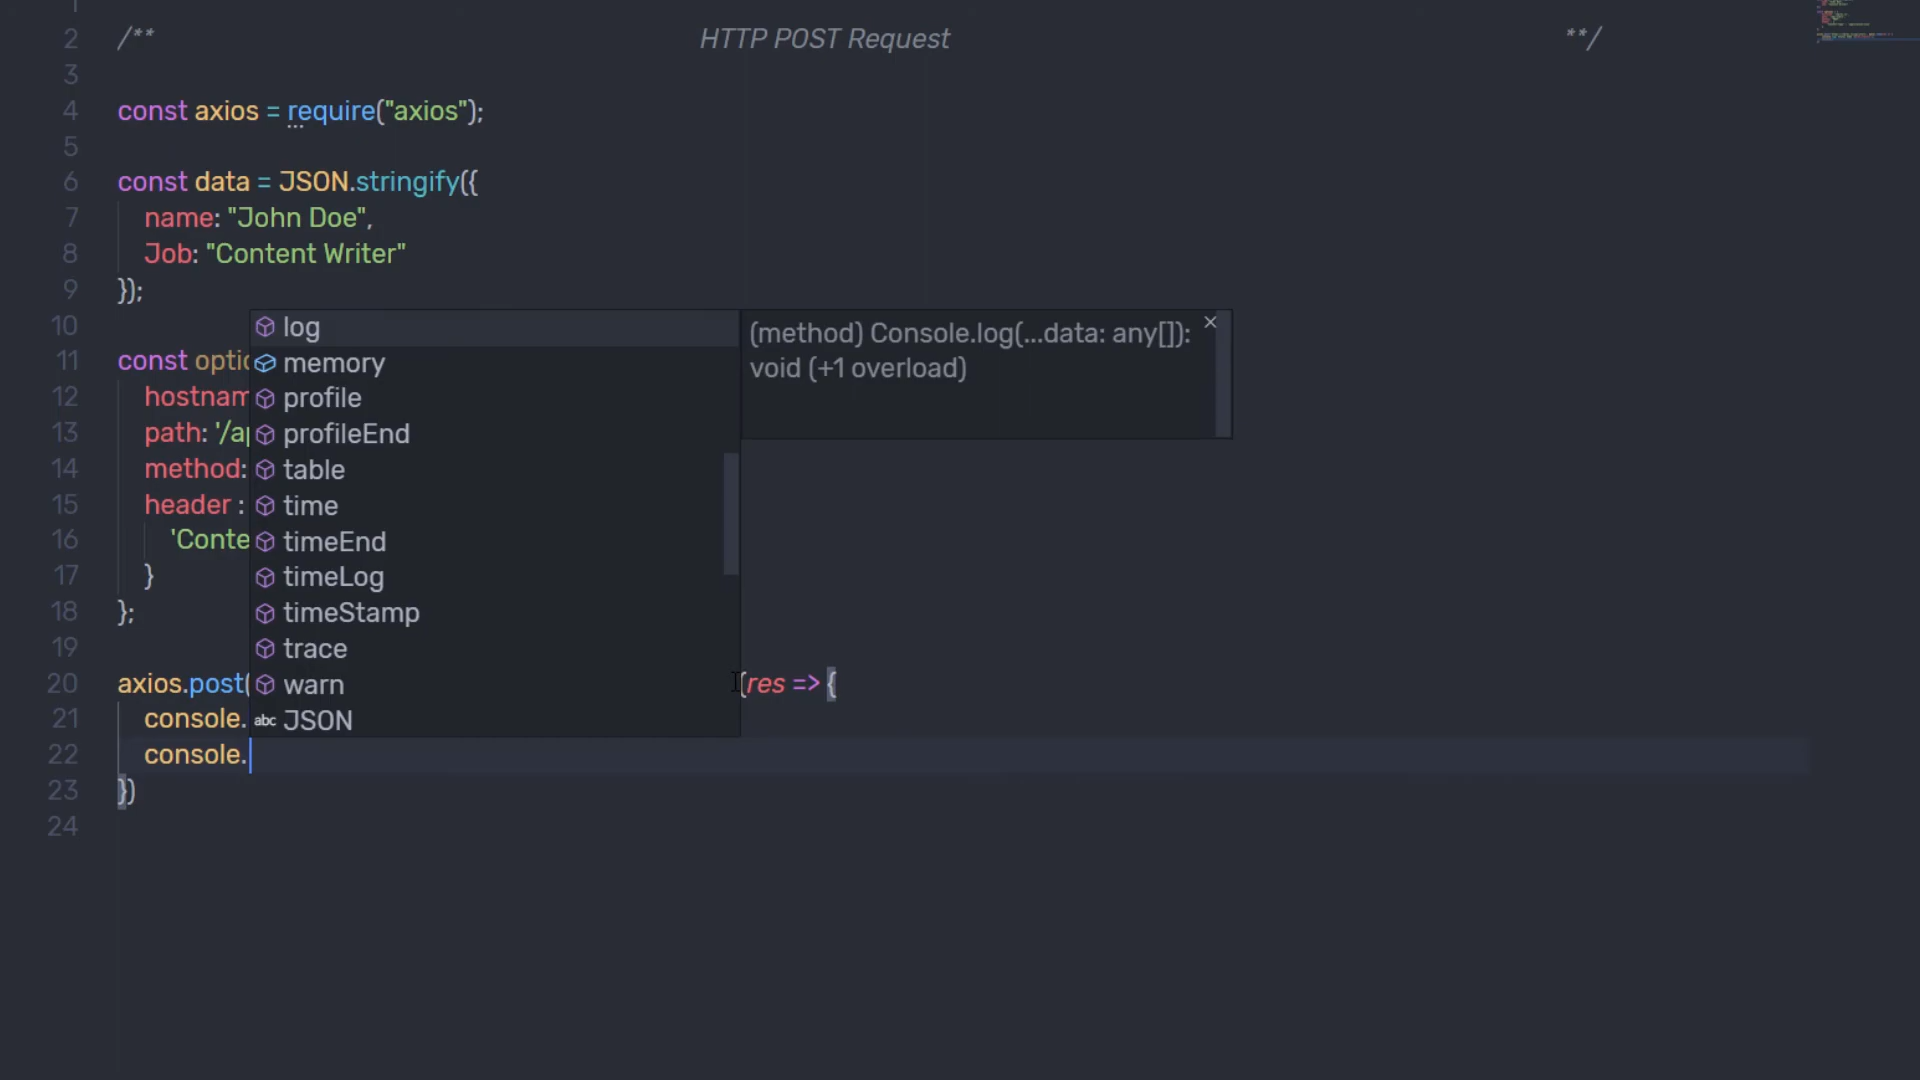 1
2 /** HTTP POST Request **/
3
4 const axios = require("axios");
5
6 const data = JSON.stringify({
7 name: "John Doe",
8 Job: "Content Writer"
9 });
10
11 const
12
13 path:
14 method:
15 header :
16
17 }
18 };
19
20 axios.post( (res => {
21 console.
22 console.
23 })
24
log
memory
profile
profileEnd
table
time
timeEnd
timeLog
timeStamp
trace
warn
abc JSON
(method) Console.log(...data: any[]):
void (+1 overload)
×